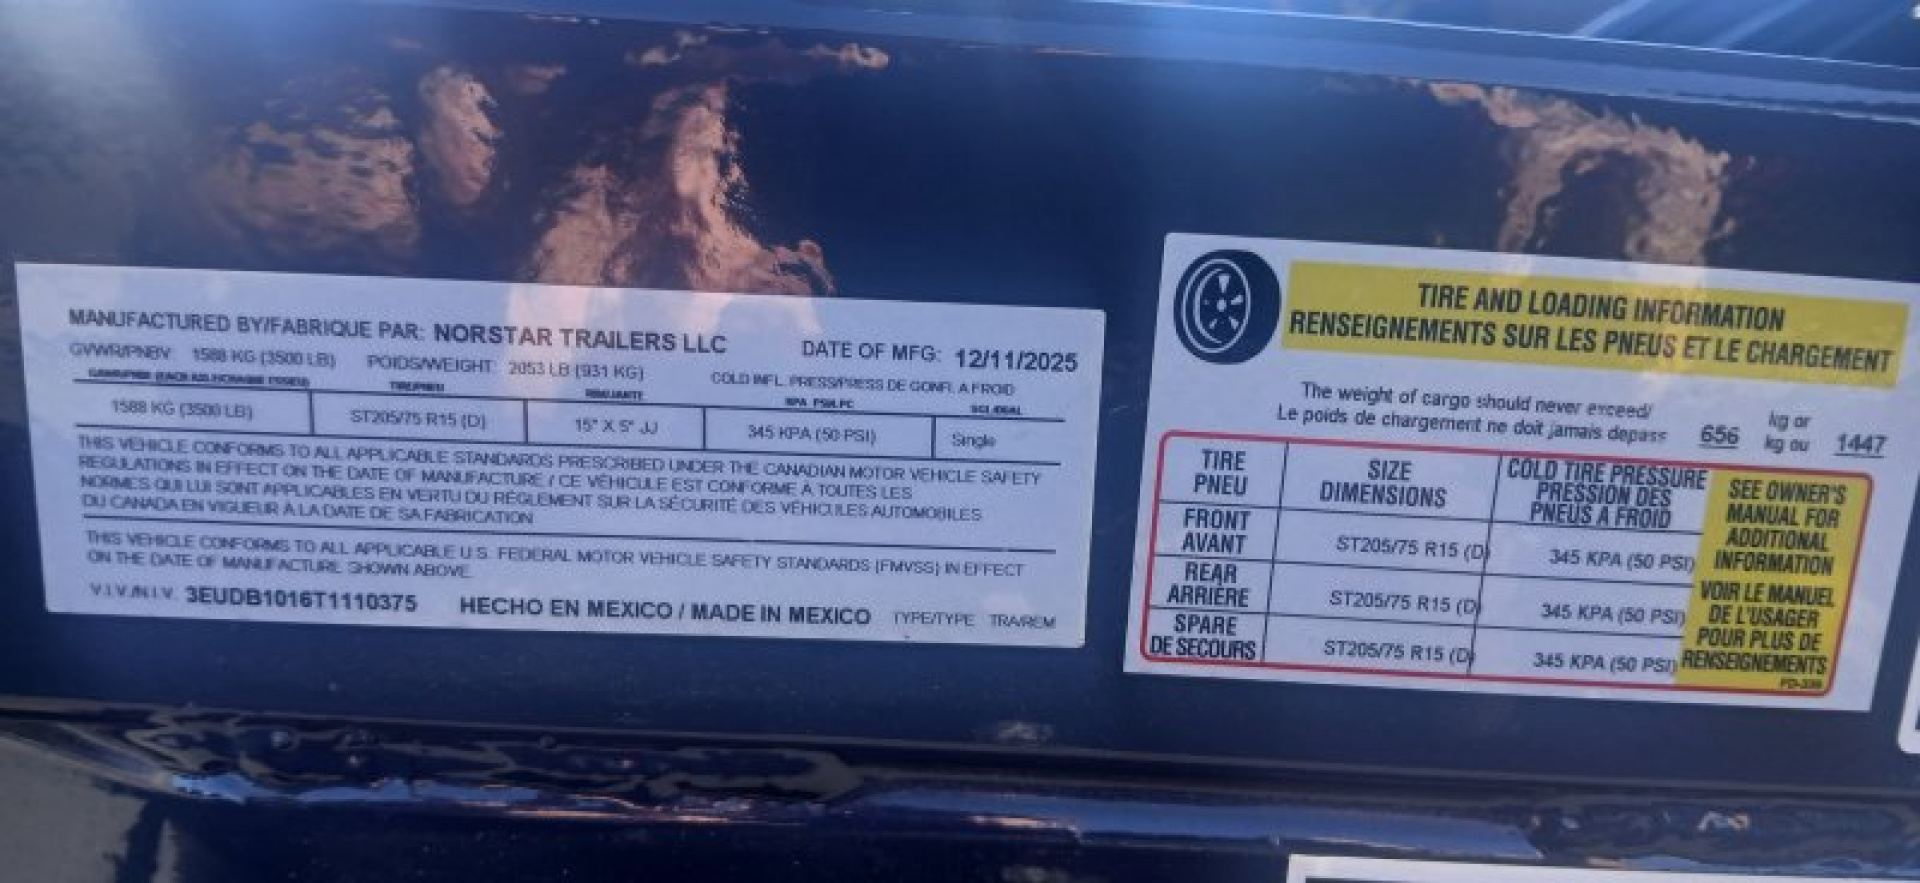 MANUFACTURED BY/FABRIQUE PAR: NORSTAR TRAILERS LLC DATE OF MFG: 12/11/2025
GVWR/PNBV: 1588 KG (3500 LB) POIDS/WEIGHT: 2053 LB (931 KG) COLD INFL. PRESS/PRESS DE GONFL. A FROID
1588 KG (3500 LB) ST205/75 R15 (D) 15" X 5" JJ 345 KPA (50 PSI) Single
THIS VEHICLE CONFORMS TO ALL APPLICABLE STANDARDS PRESCRIBED UNDER THE CANADIAN MOTOR VEHICLE SAFETY
REGULATIONS IN EFFECT ON THE DATE OF MANUFACTURE / CE VÉHICULE EST CONFORME À TOUTES LES
NORMES QUI LUI SONT APPLICABLES EN VERTU DU RÈGLEMENT SUR LA SÉCURITÉ DES VÉHICULES AUTOMOBILES
DU CANADA EN VIGUEUR À LA DATE DE SA FABRICATION
THIS VEHICLE CONFORMS TO ALL APPLICABLE U.S. FEDERAL MOTOR VEHICLE SAFETY STANDARDS (FMVSS) IN EFFECT
ON THE DATE OF MANUFACTURE SHOWN ABOVE
V.I.V./N.I.V. 3EUDB1016T1110375 HECHO EN MEXICO / MADE IN MEXICO TYPE/TYPE TRA/REM
TIRE AND LOADING INFORMATION
RENSEIGNEMENTS SUR LES PNEUS ET LE CHARGEMENT
The weight of cargo should never exceed/ kg or
Le poids de chargement ne doit jamais depass 656 kg ou 1447
TIRE
PNEU
SIZE
DIMENSIONS
COLD TIRE PRESSURE
PRESSION DES
PNEUS A FROID
FRONT
AVANT
ST205/75 R15 (D) 345 KPA (50 PSI)
REAR
ARRIÈRE
ST205/75 R15 (D) 345 KPA (50 PSI)
SPARE
DE SECOURS
ST205/75 R15 (D) 345 KPA (50 PSI)
SEE OWNER'S
MANUAL FOR
ADDITIONAL
INFORMATION
VOIR LE MANUEL
DE L'USAGER
POUR PLUS DE
RENSEIGNEMENTS